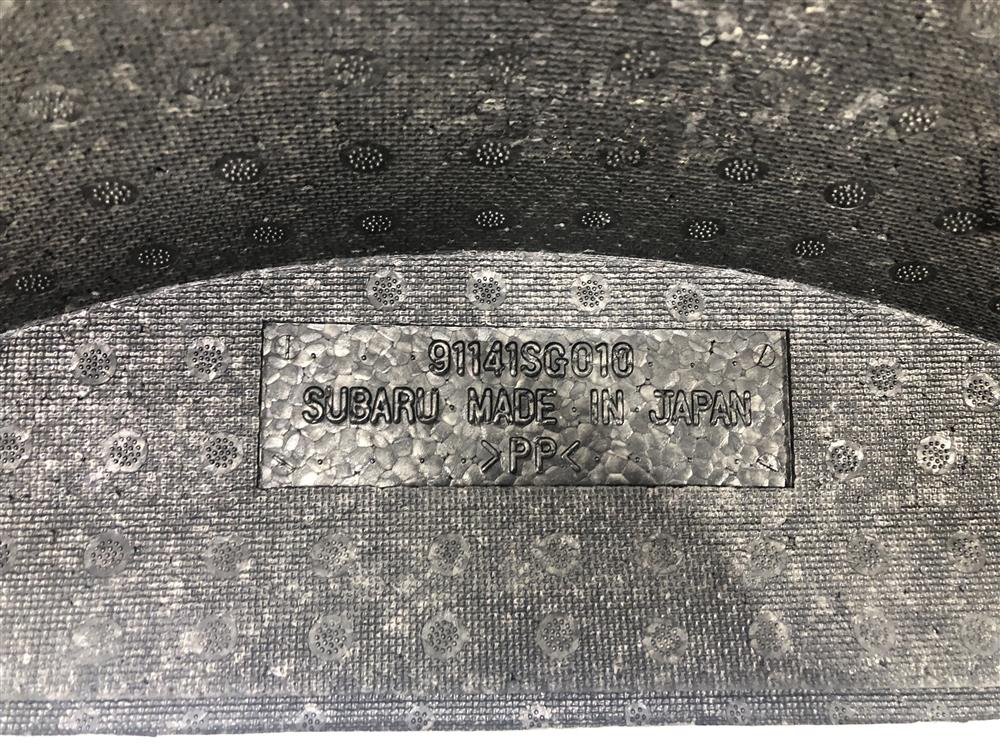 91141SG010
SUBARU MADE IN JAPAN
>PP<